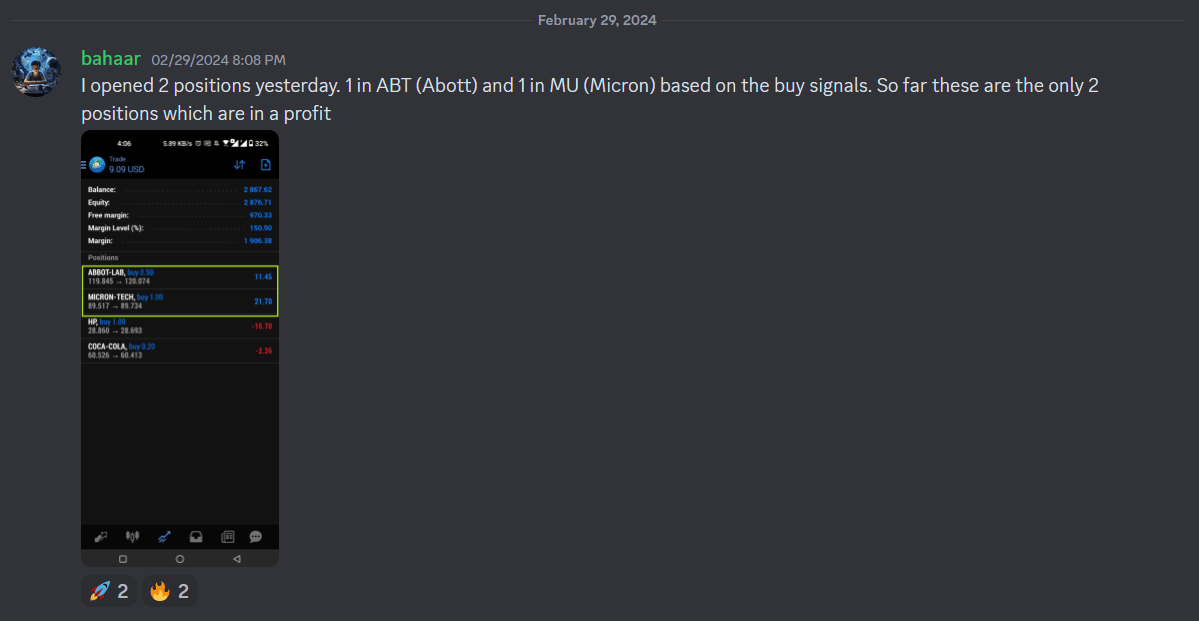 February 29, 2024
bahaar 02/29/2024 8:08 PM
I opened 2 positions yesterday. 1 in ABT (Abott) and 1 in MU (Micron) based on the buy signals. So far these are the only 2
positions which are in a profit
4:06 5.89 KB/s 32%
Trade
9.09 USD
Balance: 2 867.62
Equity: 2 876.71
Free margin: 970.33
Margin Level (%): 150.90
Margin: 1 906.38
Positions
ABBOT-LAB, buy 0.50
119.845 → 120.074 11.45
MICRON-TECH, buy 1.00
89.517 → 89.734 21.70
HP, buy 1.00
28.860 → 28.693 -16.70
COCA-COLA, buy 0.20
60.526 → 60.413 -2.26
2 2